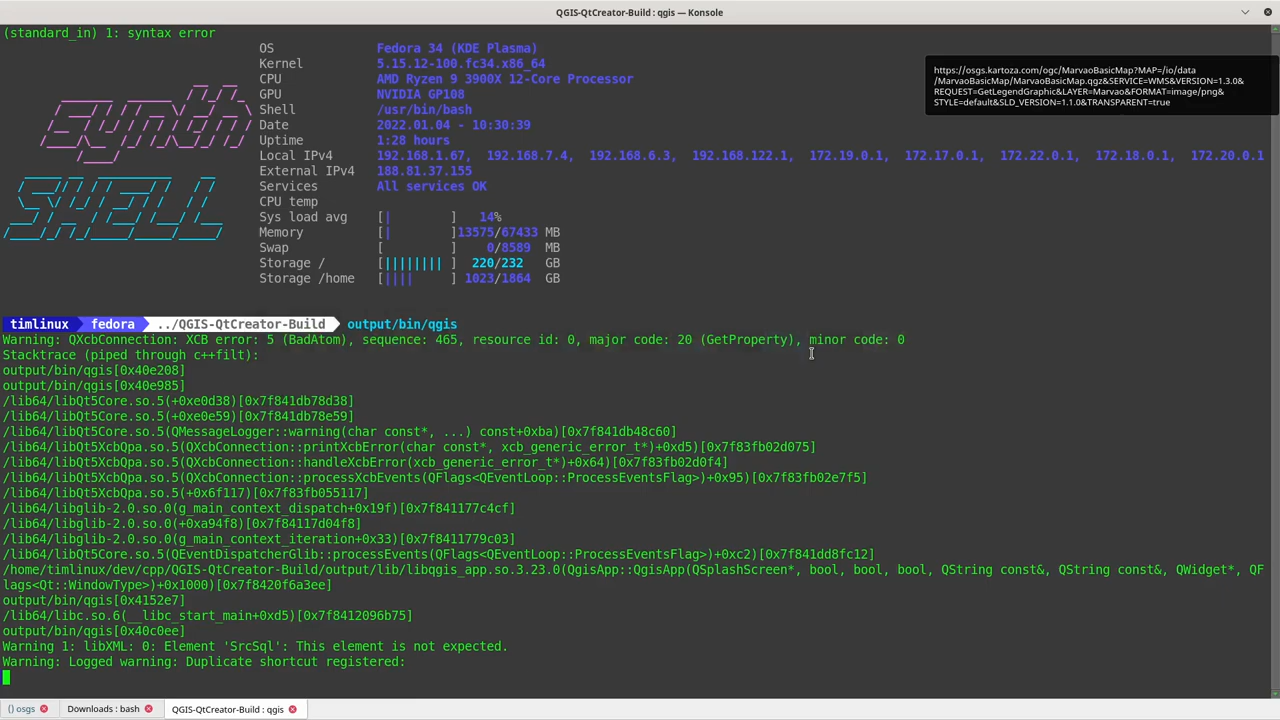 QGIS-QtCreator-Build : qgis — Konsole
(standard_in) 1: syntax error
OS Fedora 34 (KDE Plasma)
Kernel 5.15.12-100.fc34.x86_64
CPU AMD Ryzen 9 3900X 12-Core Processor
GPU NVIDIA GP108
Shell /usr/bin/bash
Date 2022.01.04 - 10:30:39
Uptime 1:28 hours
Local IPv4 192.168.1.67, 192.168.7.4, 192.168.6.3, 192.168.122.1, 172.19.0.1, 172.17.0.1, 172.22.0.1, 172.18.0.1, 172.20.0.1
External IPv4 188.81.37.155
Services All services OK
CPU temp
Sys load avg [| ] 14%
Memory [| ]13575/67433 MB
Swap [ ] 0/8589 MB
Storage / [|||||||| ] 220/232 GB
Storage /home [|||| ] 1023/1864 GB
synth
SHELL
https://osgs.kartoza.com/ogc/MarvaoBasicMap?MAP=/io/data
/MarvaoBasicMap/MarvaoBasicMap.qgz&SERVICE=WMS&VERSION=1.3.0&
REQUEST=GetLegendGraphic&LAYER=Marvao&FORMAT=image/png&
STYLE=default&SLD_VERSION=1.1.0&TRANSPARENT=true
timlinux fedora ../QGIS-QtCreator-Build output/bin/qgis
Warning: QXcbConnection: XCB error: 5 (BadAtom), sequence: 465, resource id: 0, major code: 20 (GetProperty), minor code: 0
Stacktrace (piped through c++filt):
output/bin/qgis[0x40e208]
output/bin/qgis[0x40e985]
/lib64/libQt5Core.so.5(+0xe0d38)[0x7f841db78d38]
/lib64/libQt5Core.so.5(+0xe0e59)[0x7f841db78e59]
/lib64/libQt5Core.so.5(QMessageLogger::warning(char const*, ...) const+0xba)[0x7f841db48c60]
/lib64/libQt5XcbQpa.so.5(QXcbConnection::printXcbError(char const*, xcb_generic_error_t*)+0xd5)[0x7f83fb02d075]
/lib64/libQt5XcbQpa.so.5(QXcbConnection::handleXcbError(xcb_generic_error_t*)+0x64)[0x7f83fb02d0f4]
/lib64/libQt5XcbQpa.so.5(QXcbConnection::processXcbEvents(QFlags<QEventLoop::ProcessEventsFlag>)+0x95)[0x7f83fb02e7f5]
/lib64/libQt5XcbQpa.so.5(+0x6f117)[0x7f83fb055117]
/lib64/libglib-2.0.so.0(g_main_context_dispatch+0x19f)[0x7f841177c4cf]
/lib64/libglib-2.0.so.0(+0xa94f8)[0x7f84117d04f8]
/lib64/libglib-2.0.so.0(g_main_context_iteration+0x33)[0x7f8411779c03]
/lib64/libQt5Core.so.5(QEventDispatcherGlib::processEvents(QFlags<QEventLoop::ProcessEventsFlag>)+0xc2)[0x7f841dd8fc12]
/home/timlinux/dev/cpp/QGIS-QtCreator-Build/output/lib/libqgis_app.so.3.23.0(QgisApp::QgisApp(QSplashScreen*, bool, bool, bool, QString const&, QString const&, QWidget*, QF
lags<Qt::WindowType>)+0x1000)[0x7f8420f6a3ee]
output/bin/qgis[0x4152e7]
/lib64/libc.so.6(__libc_start_main+0xd5)[0x7f8412096b75]
output/bin/qgis[0x40c0ee]
Warning 1: libXML: 0: Element 'SrcSql': This element is not expected.
Warning: Logged warning: Duplicate shortcut registered:
() osgs
Downloads : bash
QGIS-QtCreator-Build : qgis